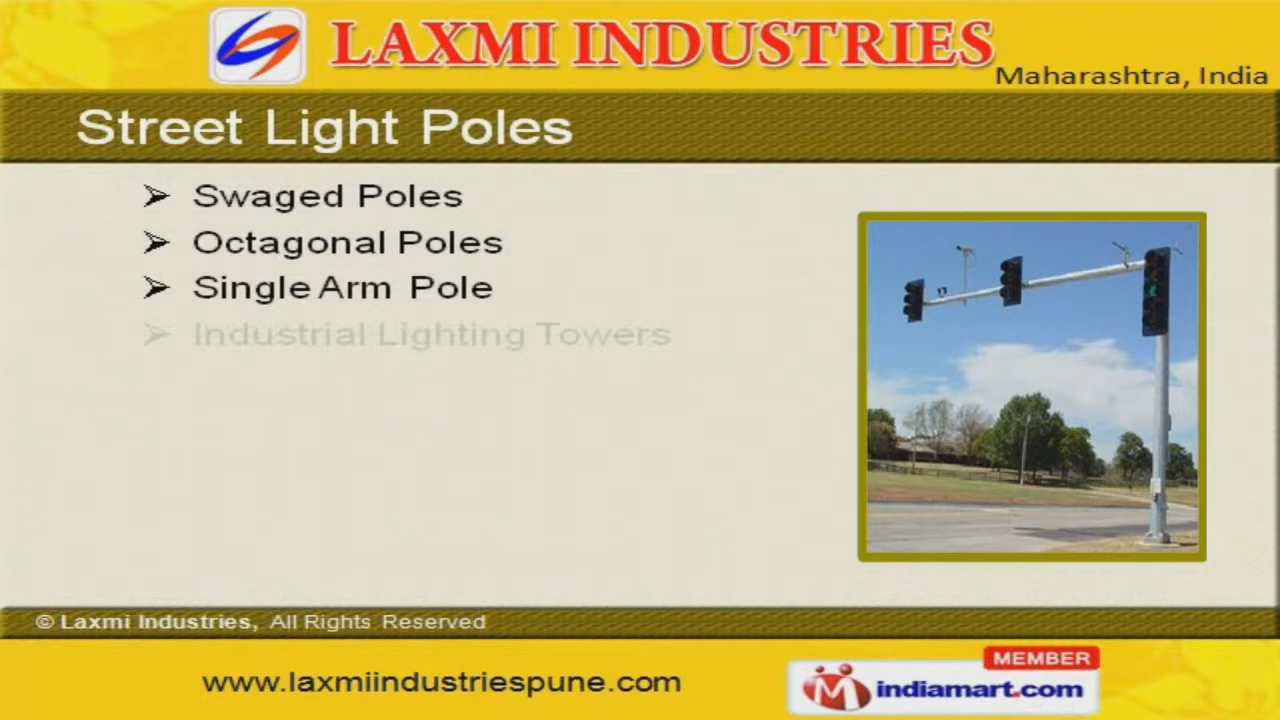 LAXMI INDUSTRIES
Maharashtra, India
Street Light Poles
➢ Swaged Poles
➢ Octagonal Poles
➢ Single Arm Pole
➢ Industrial Lighting Towers
© Laxmi Industries, All Rights Reserved
www.laxmiindustriespune.com
MEMBER
indiamart.com